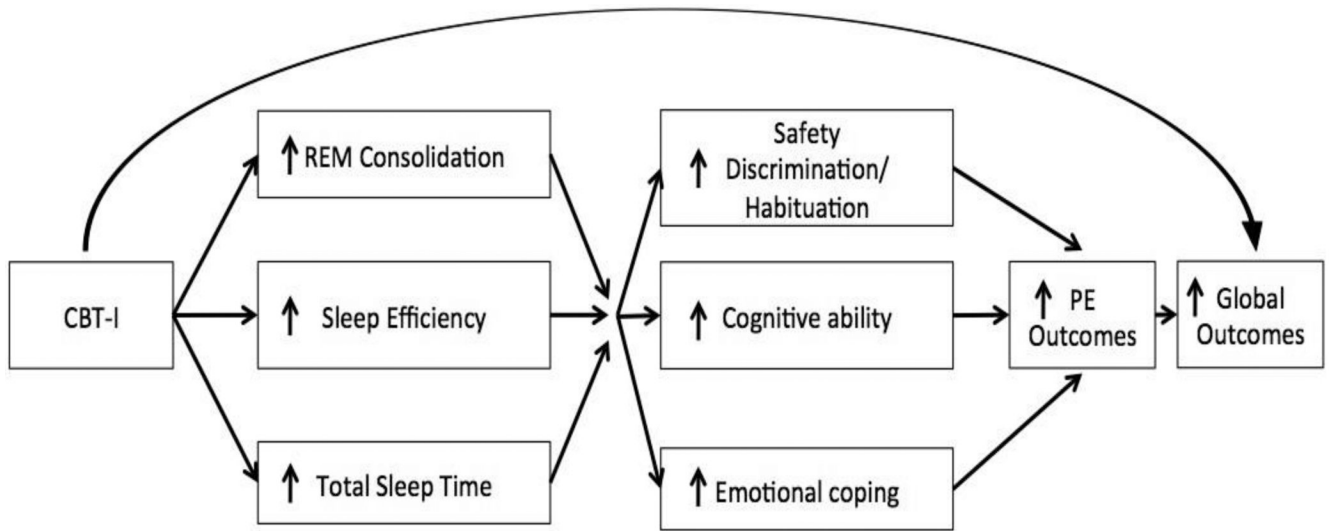 CBT-I
↑ REM Consolidation
↑ Sleep Efficiency
↑ Total Sleep Time
Safety
↑ Discrimination/
Habituation
↑ Cognitive ability
↑ Emotional coping
↑ PE
Outcomes
↑ Global
Outcomes